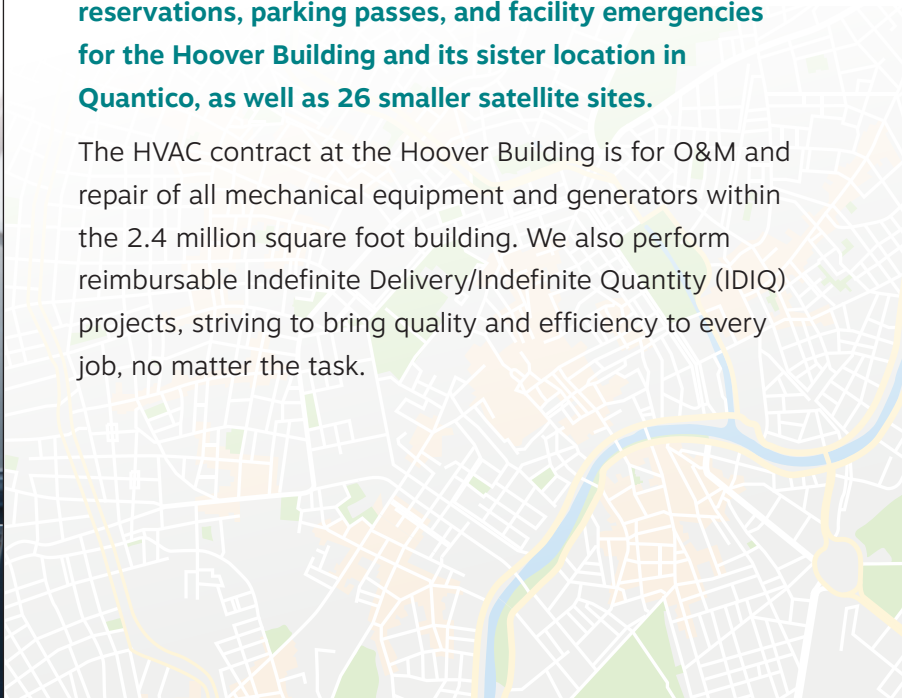 reservations, parking passes, and facility emergencies
for the Hoover Building and its sister location in
Quantico, as well as 26 smaller satellite sites.
The HVAC contract at the Hoover Building is for O&M and
repair of all mechanical equipment and generators within
the 2.4 million square foot building. We also perform
reimbursable Indefinite Delivery/Indefinite Quantity (IDIQ)
projects, striving to bring quality and efficiency to every
job, no matter the task.